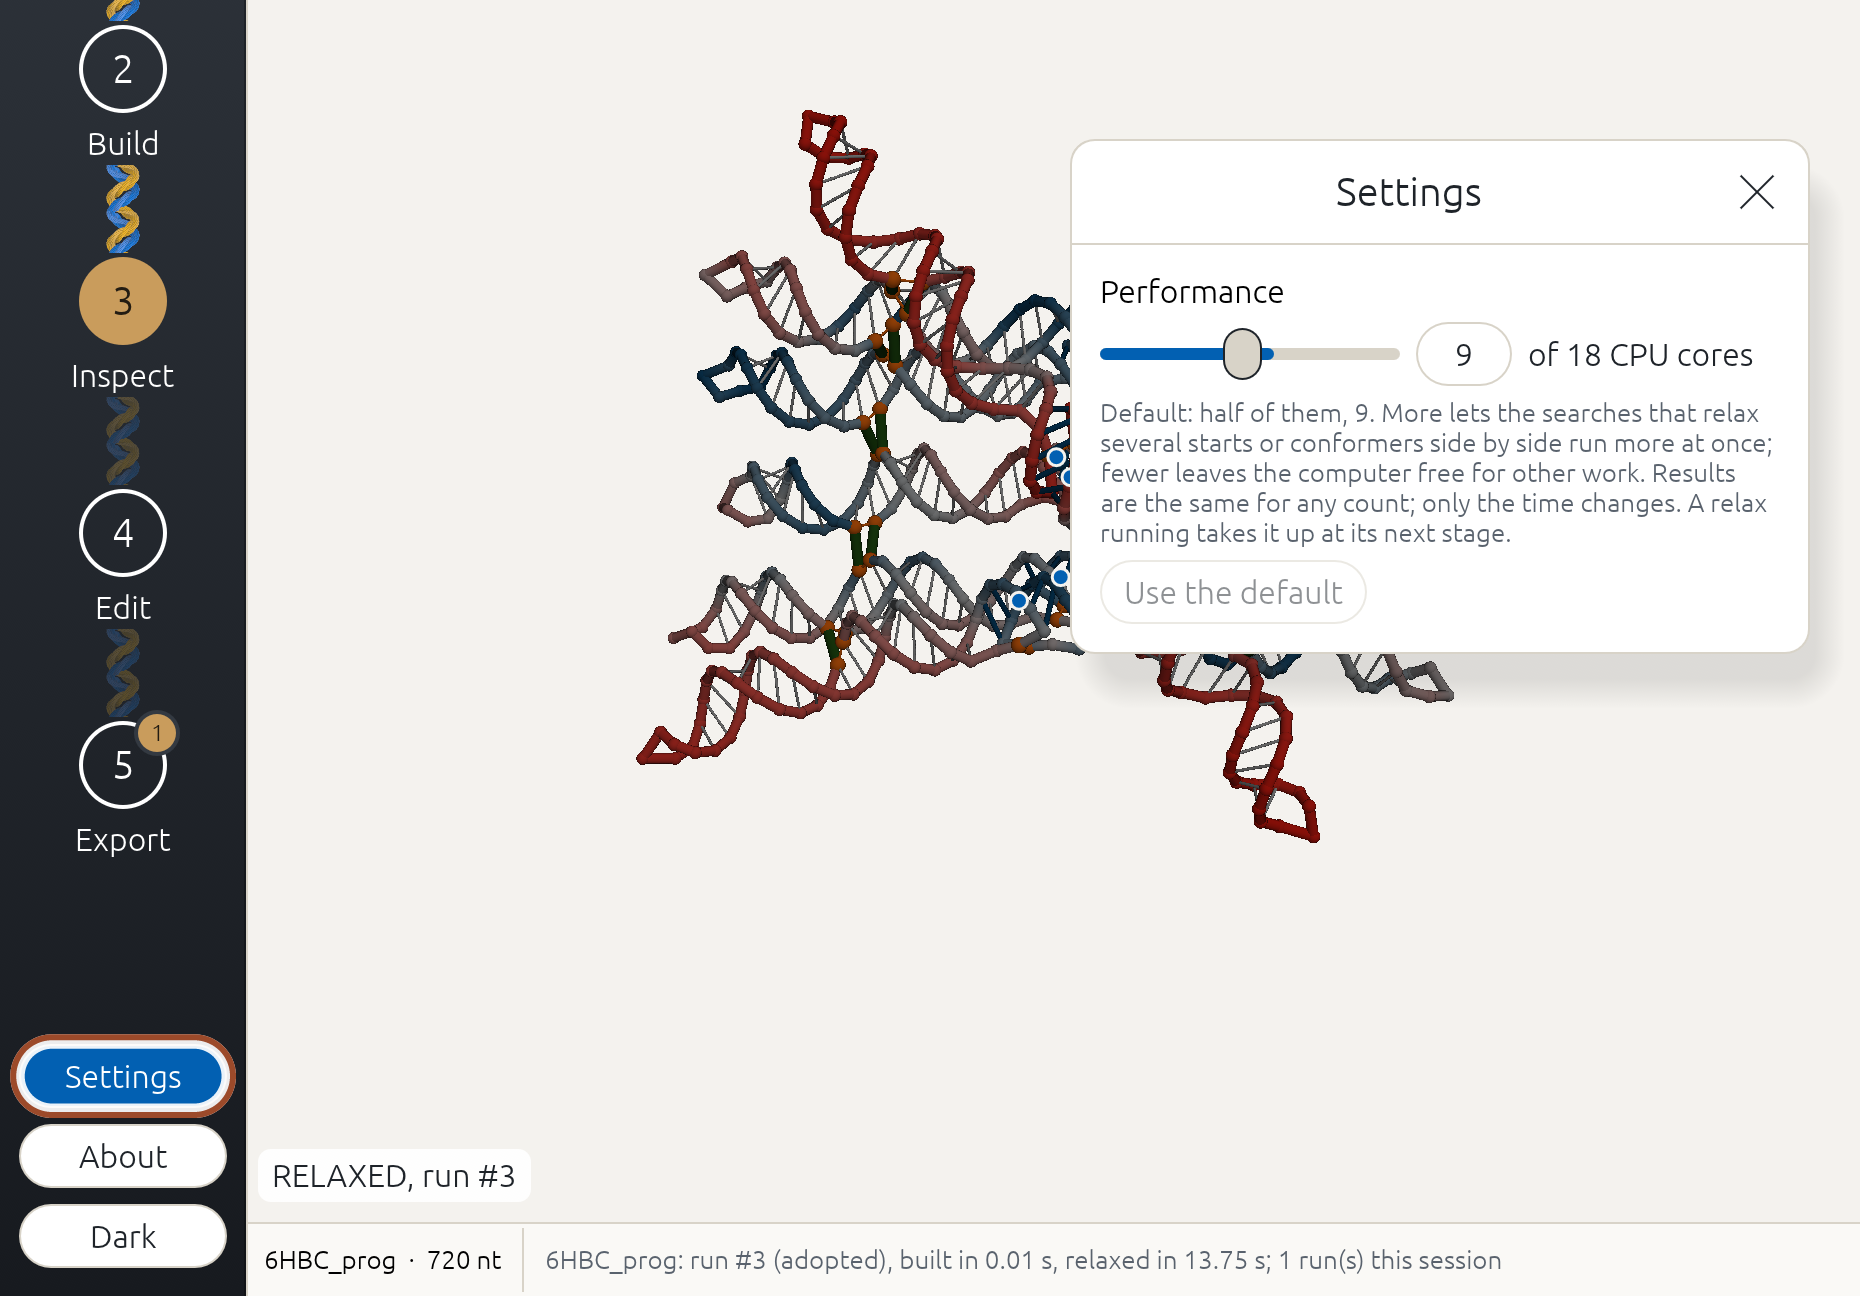 2
Build
3
Inspect
4
Edit
1
5
Export
Settings
About
Dark
Settings
Performance
9 of 18 CPU cores
Default: half of them, 9. More lets the searches that relax
several starts or conformers side by side run more at once;
fewer leaves the computer free for other work. Results
are the same for any count; only the time changes. A relax
running takes it up at its next stage.
Use the default
RELAXED, run #3
6HBC_prog · 720 nt
6HBC_prog: run #3 (adopted), built in 0.01 s, relaxed in 13.75 s; 1 run(s) this session